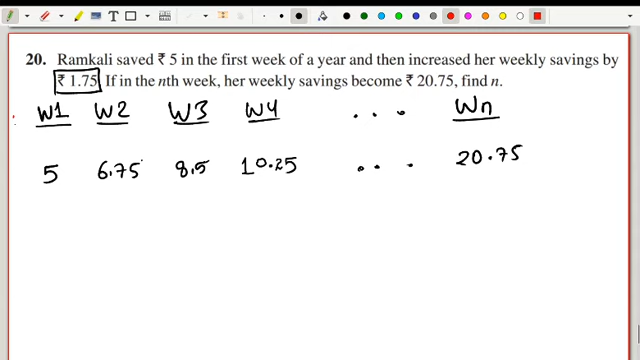 20. Ramkali saved ₹ 5 in the first week of a year and then increased her weekly savings by
₹ 1.75. If in the nth week, her weekly savings become ₹ 20.75, find n.
W1 W2 W3 W4 . . . Wn
5 6.75 8.5 10.25 . . . 20.75